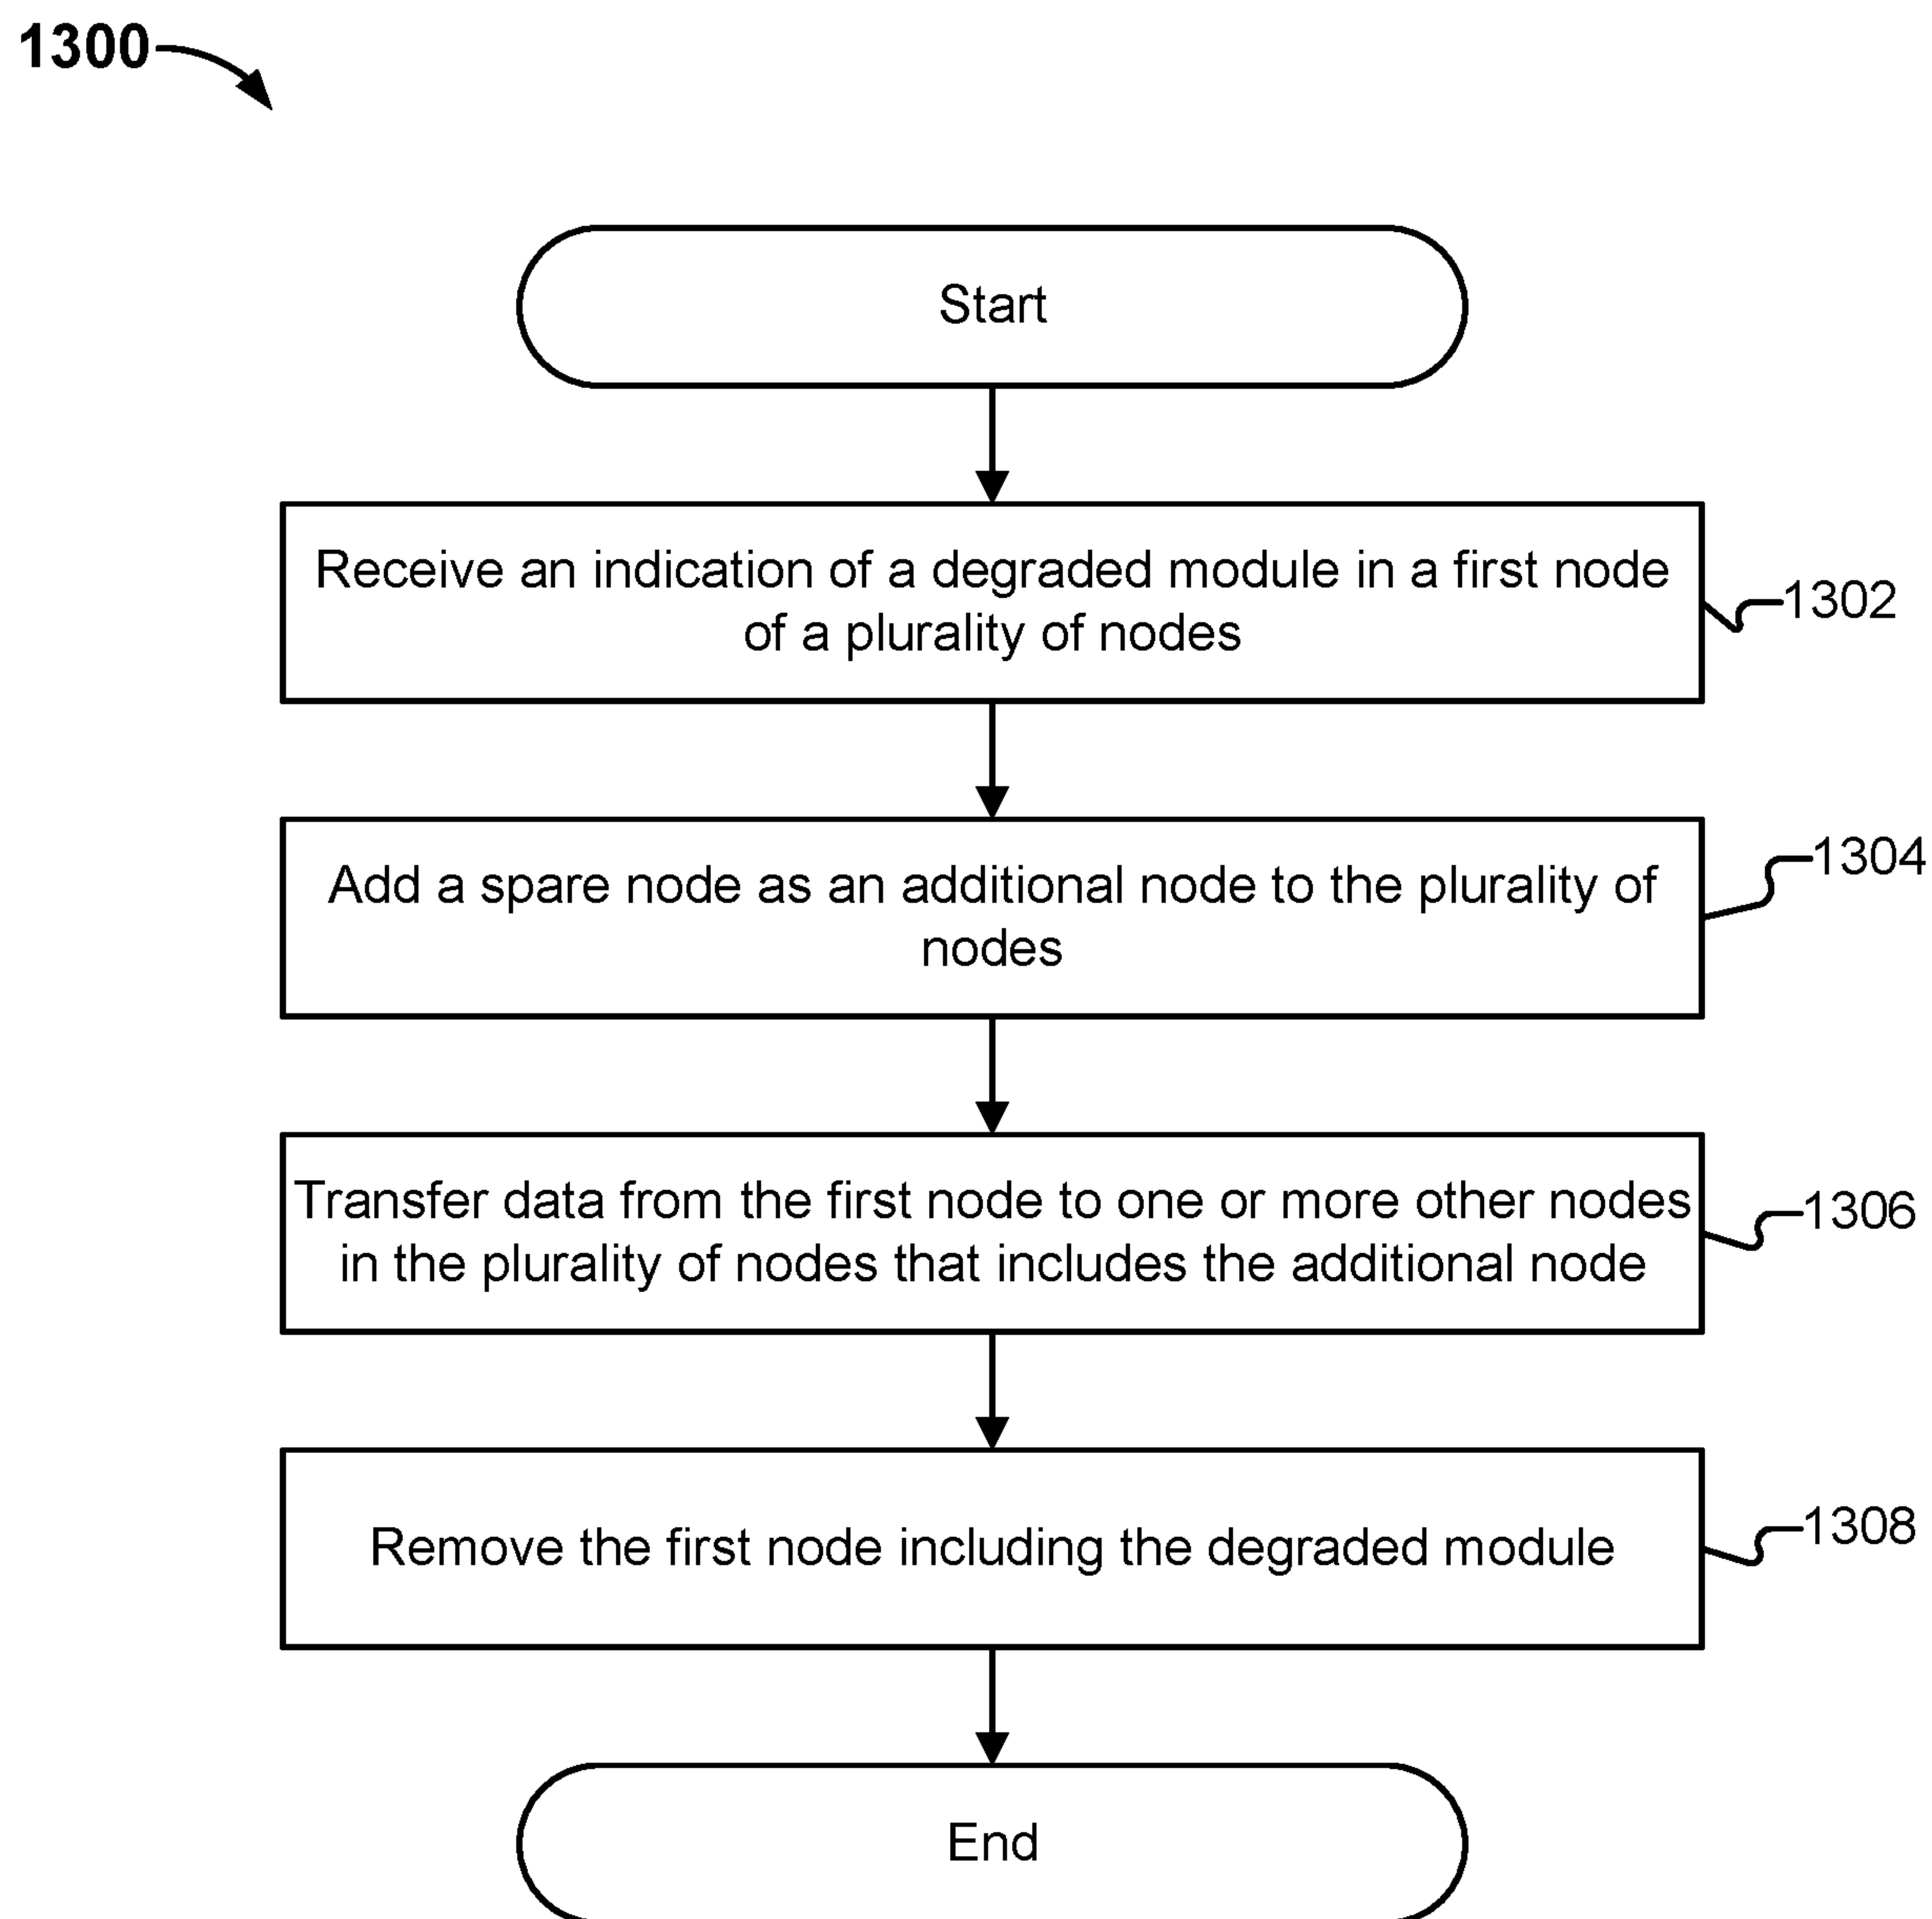 1300
Start
Receive an indication of a degraded module in a first node
of a plurality of nodes
1302
Add a spare node as an additional node to the plurality of
nodes
1304
Transfer data from the first node to one or more other nodes
in the plurality of nodes that includes the additional node
1306
Remove the first node including the degraded module
1308
End